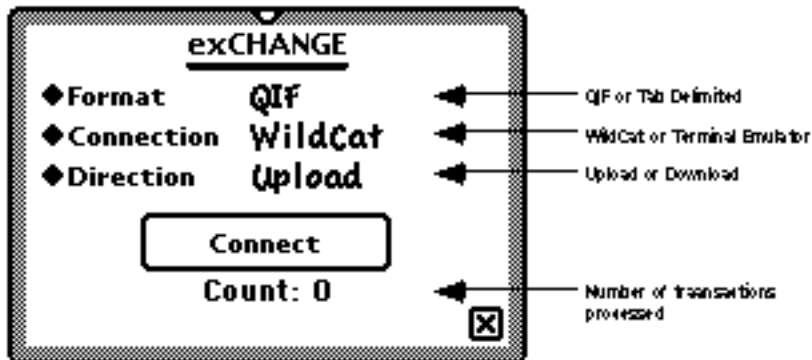 exCHANGE
Format QIF
QIF or Tab Delimited
Connection WildCat
WildCat or Terminal Emulator
Direction Upload
Upload or Download
Connect
Count: 0
Number of transactions
processed